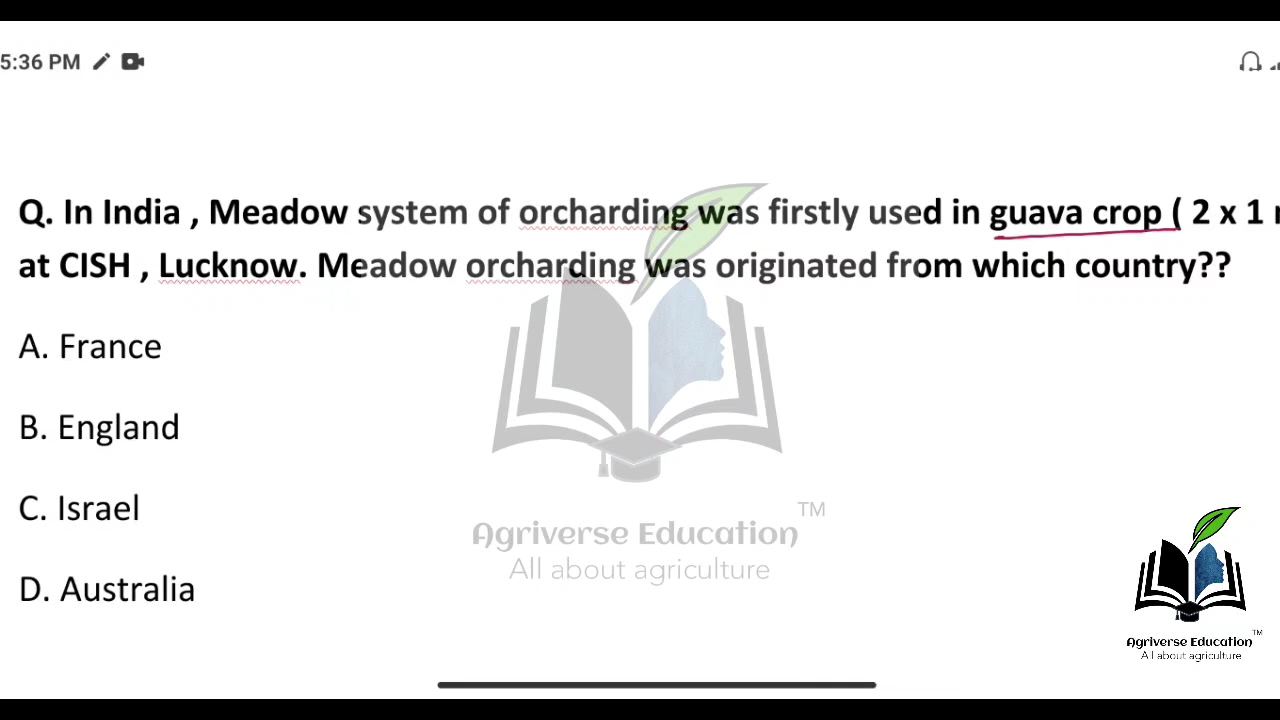 5:36 PM
Q. In India , Meadow system of orcharding was firstly used in guava crop ( 2 x 1
at CISH , Lucknow. Meadow orcharding was originated from which country??
A. France
B. England
C. Israel
D. Australia
TM
Agriverse Education
All about agriculture
TM
Agriverse Education
All about agriculture